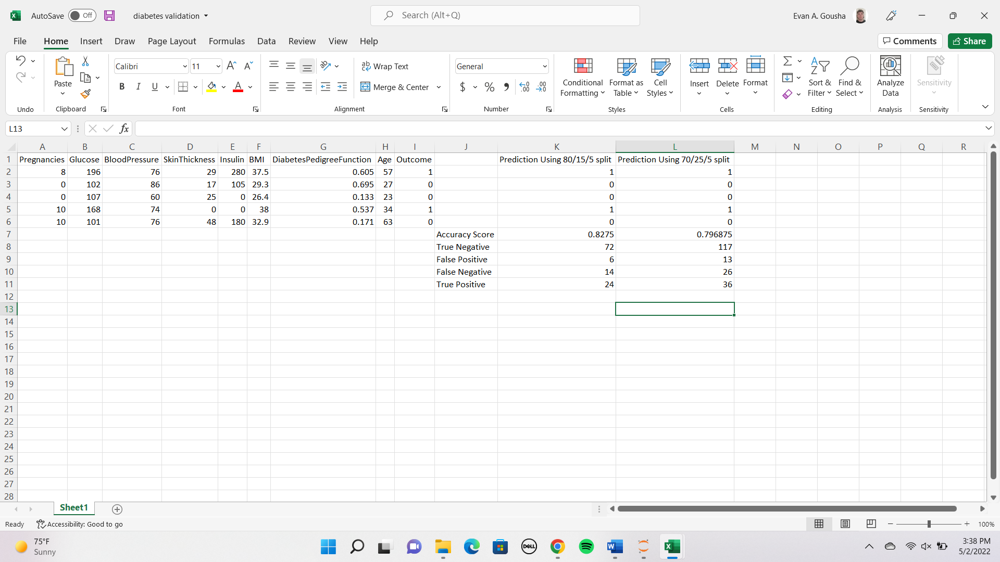 AutoSave Off diabetes validation Search (Alt+Q) Evan A. Gousha
File Home Insert Draw Page Layout Formulas Data Review View Help Comments Share
Calibri 11 Wrap Text General
Paste Conditional Formatting Format as Table Cell Styles Insert Delete Format Sort & Filter Find & Select Analyze Data Sensitivity
B I U Merge & Center $ % , .00
Undo Clipboard Font Alignment Number Styles Cells Editing Analysis Sensitivity
L13 fx
A B C D E F G H I J K L M N O P Q R
1 Pregnancies Glucose BloodPressure SkinThickness Insulin BMI DiabetesPedigreeFunction Age Outcome Prediction Using 80/15/5 split Prediction Using 70/25/5 split
2 8 196 76 29 280 37.5 0.605 57 1 1 1
3 0 102 86 17 105 29.3 0.695 27 0 0 0
4 0 107 60 25 0 26.4 0.133 23 0 0 0
5 10 168 74 0 0 38 0.537 34 1 1 1
6 10 101 76 48 180 32.9 0.171 63 0 0 0
7 Accuracy Score 0.8275 0.796875
8 True Negative 72 117
9 False Positive 6 13
10 False Negative 14 26
11 True Positive 24 36
12
13
14
15
16
17
18
19
20
21
22
23
24
25
26
27
28
Sheet1
Ready Accessibility: Good to go 100%
75°F 3:38 PM
Sunny DELL 5/2/2022